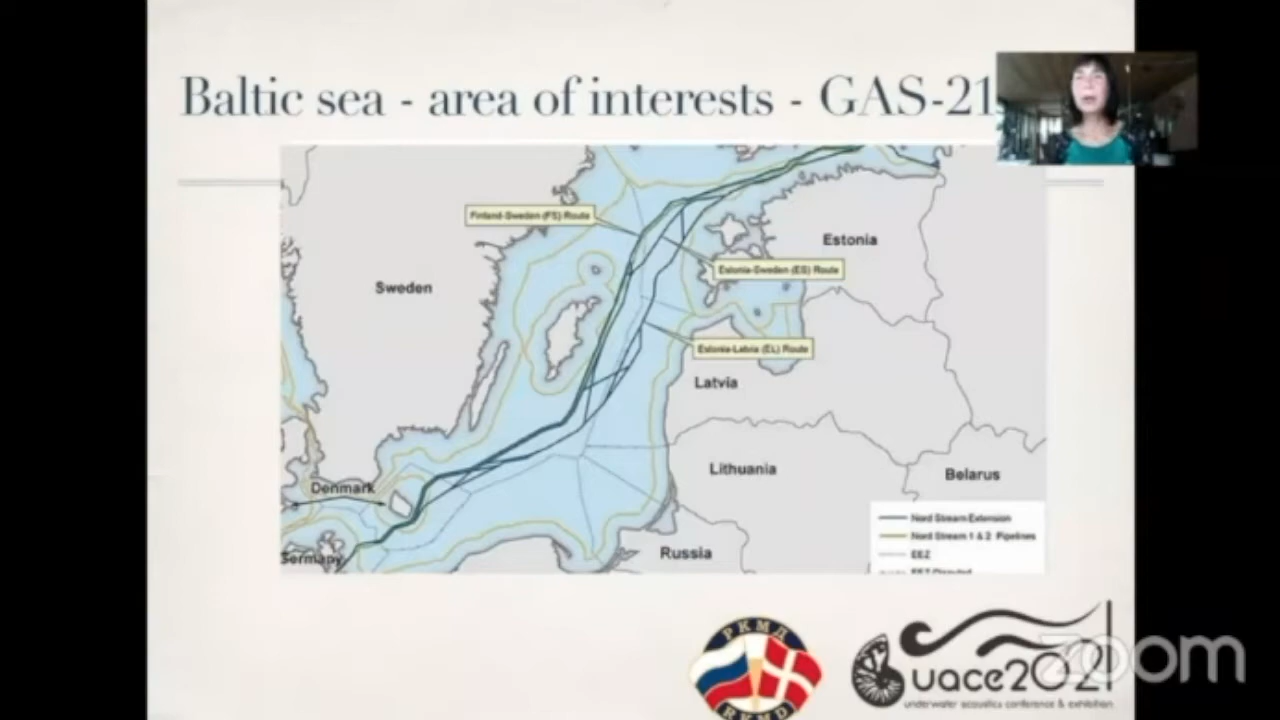 Baltic sea - area of interests - GAS-21
Finland-Sweden (FS) Route
Estonia
Estonia-Sweden (ES) Route
Sweden
Estonia-Latvia (EL) Route
Latvia
Lithuania
Belarus
Denmark
Nord Stream Extension
Nord Stream 1 & 2 Pipelines
EEZ
Germany
Russia
РКМД
RKMD
uace2021
underwater acoustics conference & exhibition
zoom